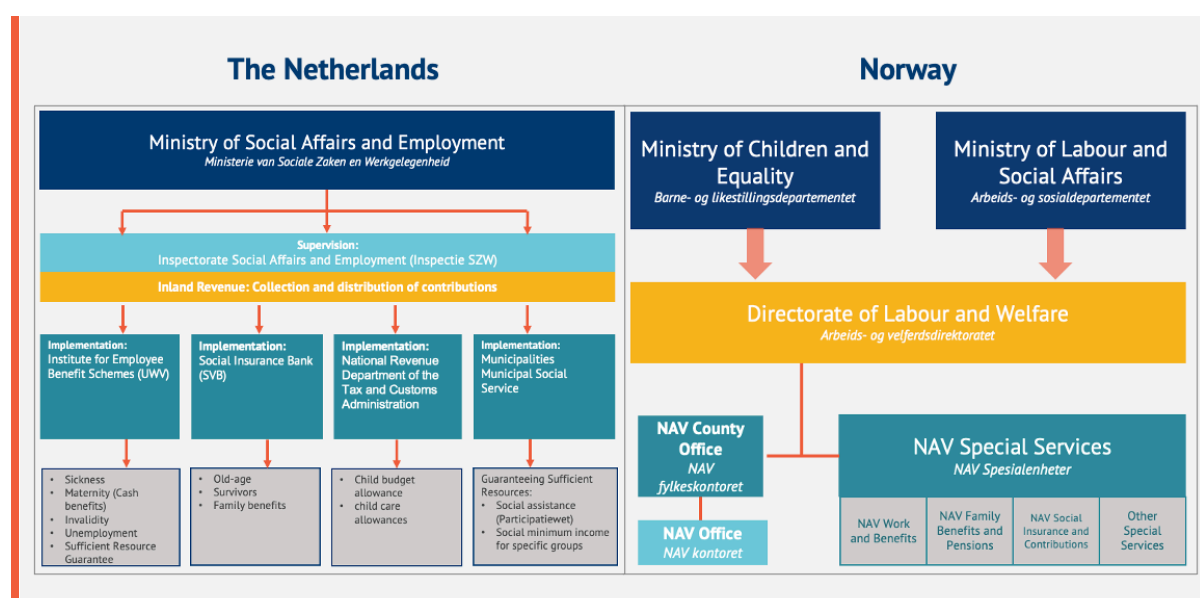 The Netherlands
Ministry of Social Affairs and Employment
Ministerie van Sociale Zaken en Werkgelegenheid
Supervision:
Inspectorate Social Affairs and Employment (Inspectie SZW)
Inland Revenue: Collection and distribution of contributions
Implementation:
Institute for Employee
Benefit Schemes (UWV)
Implementation:
Social Insurance Bank
(SVB)
Implementation:
National Revenue
Department of the
Tax and Customs
Administration
Implementation:
Municipalities
Municipal Social
Service
• Sickness
• Maternity (Cash
benefits)
• Invalidity
• Unemployment
• Sufficient Resource
Guarantee
• Old-age
• Survivors
• Family benefits
• Child budget
allowance
• child care
allowances
Guaranteeing Sufficient
Resources:
• Social assistance
(Participatiewet)
• Social minimum income
for specific groups
Norway
Ministry of Children and
Equality
Barne- og likestillingsdepartementet
Ministry of Labour and
Social Affairs
Arbeids- og sosialdepartementet
Directorate of Labour and Welfare
Arbeids- og velferdsdirektoratet
NAV County
Office
NAV
fylkeskontoret
NAV Office
NAV kontoret
NAV Special Services
NAV Spesialenheter
NAV Work
and Benefits
NAV Family
Benefits and
Pensions
NAV Social
Insurance and
Contributions
Other
Special
Services